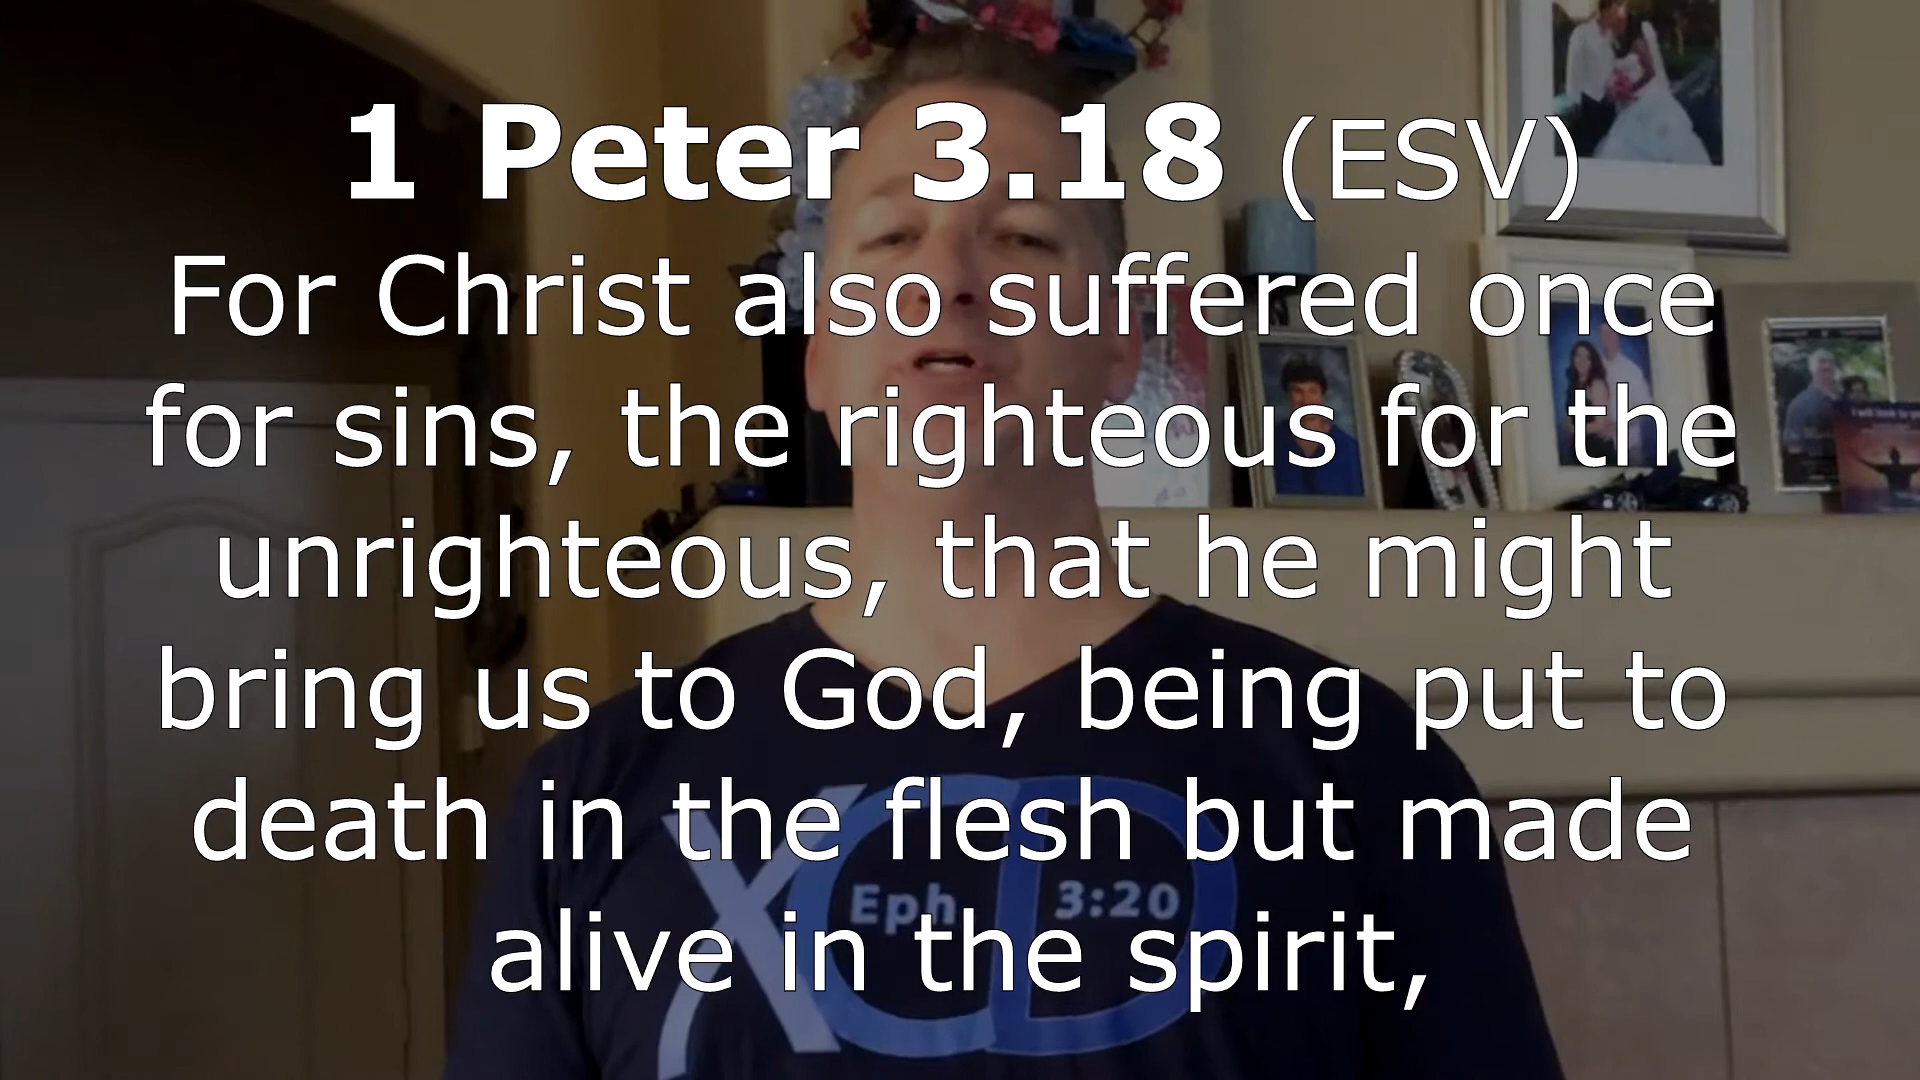 1 Peter 3.18 (ESV)
For Christ also suffered once
for sins, the righteous for the
unrighteous, that he might
bring us to God, being put to
death in the flesh but made
alive in the spirit,
XCD
Eph 3:20